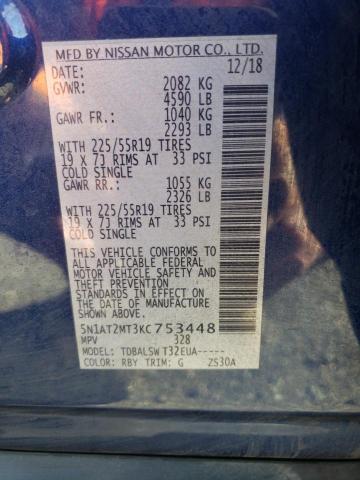 MFD BY NISSAN MOTOR CO., LTD.
DATE: 12/18
GVWR: 2082 KG
4590 LB
GAWR FR.: 1040 KG
2293 LB
WITH 225/55R19 TIRES
19 X 7J RIMS AT 33 PSI
COLD SINGLE
GAWR RR.: 1055 KG
2326 LB
WITH 225/55R19 TIRES
19 X 7J RIMS AT 33 PSI
COLD SINGLE
THIS VEHICLE CONFORMS TO
ALL APPLICABLE FEDERAL
MOTOR VEHICLE SAFETY AND
THEFT PREVENTION
STANDARDS IN EFFECT ON
THE DATE OF MANUFACTURE
SHOWN ABOVE.
5N1AT2MT3KC753448
MPV 328
MODEL: TDBALSW T32EUA-----
COLOR: RBY TRIM: G ZS30A